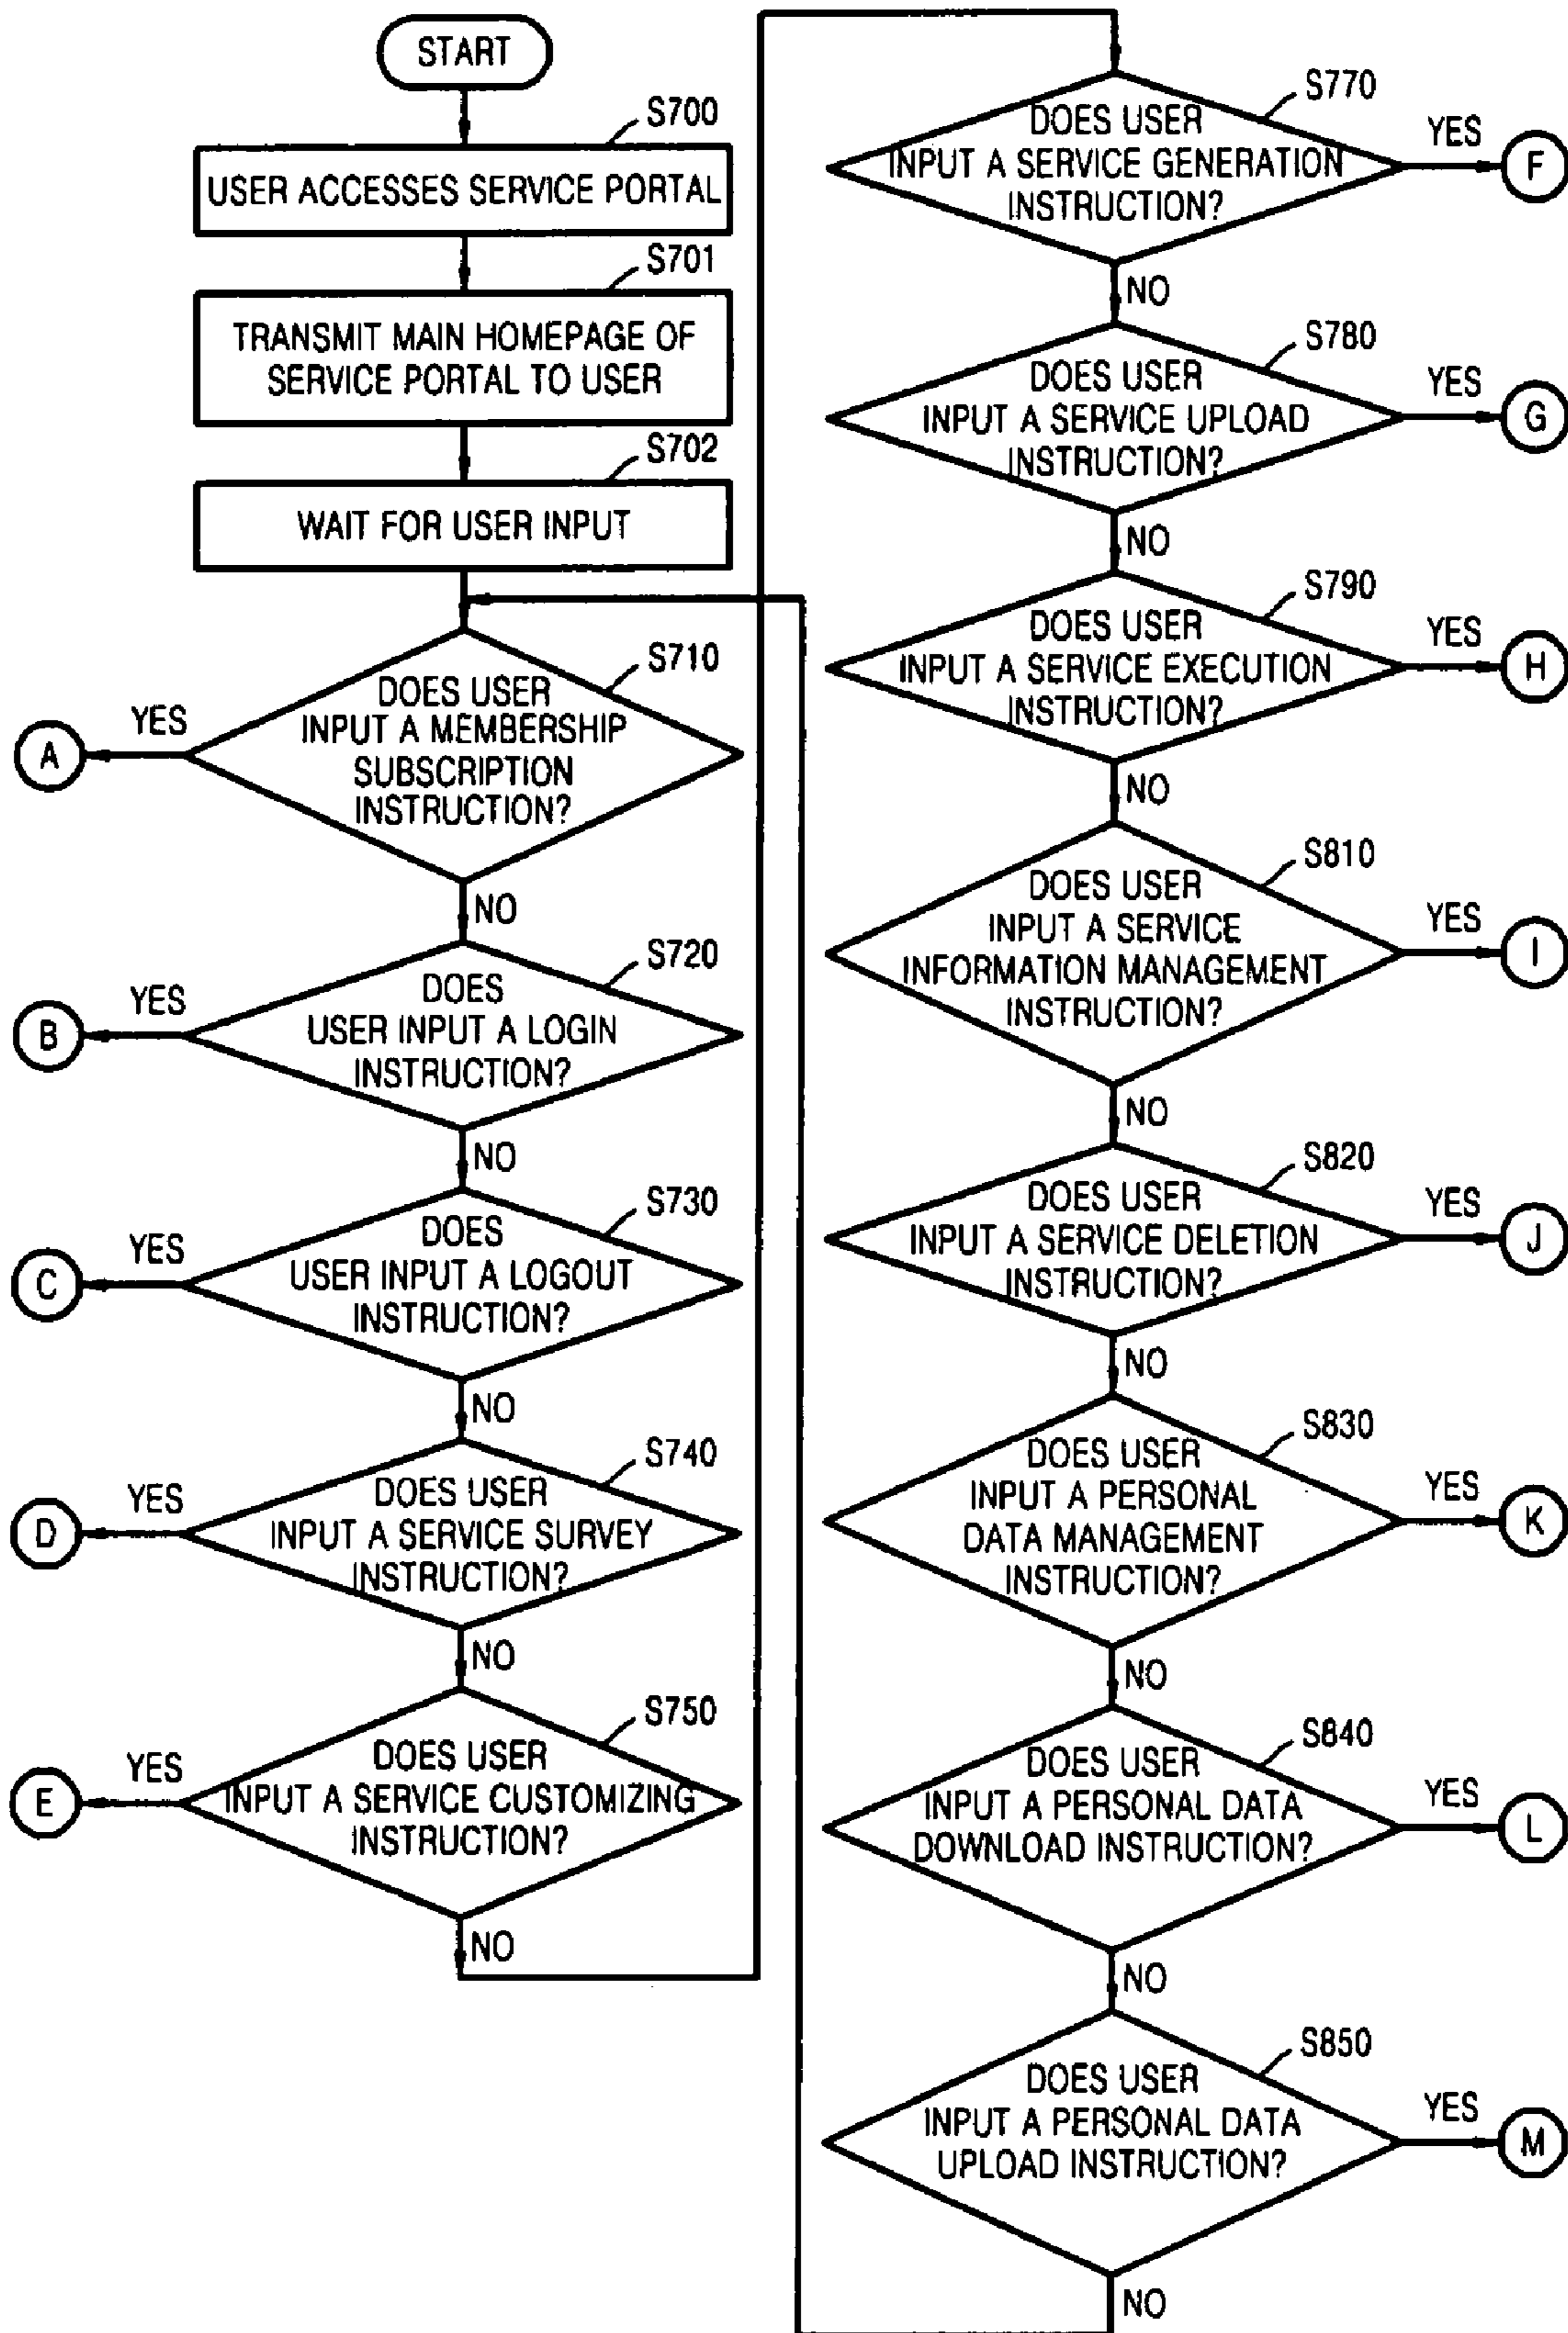 START
S700
USER ACCESSES SERVICE PORTAL
S701
TRANSMIT MAIN HOMEPAGE OF
SERVICE PORTAL TO USER
S702
WAIT FOR USER INPUT
S710
DOES USER
INPUT A MEMBERSHIP
SUBSCRIPTION
INSTRUCTION?
YES
A
NO
S720
DOES
USER INPUT A LOGIN
INSTRUCTION?
YES
B
NO
S730
DOES
USER INPUT A LOGOUT
INSTRUCTION?
YES
C
NO
S740
DOES USER
INPUT A SERVICE SURVEY
INSTRUCTION?
YES
D
NO
S750
DOES USER
INPUT A SERVICE CUSTOMIZING
INSTRUCTION?
YES
E
NO
S770
DOES USER
INPUT A SERVICE GENERATION
INSTRUCTION?
YES
F
NO
S780
DOES USER
INPUT A SERVICE UPLOAD
INSTRUCTION?
YES
G
NO
S790
DOES USER
INPUT A SERVICE EXECUTION
INSTRUCTION?
YES
H
NO
S810
DOES USER
INPUT A SERVICE
INFORMATION MANAGEMENT
INSTRUCTION?
YES
I
NO
S820
DOES USER
INPUT A SERVICE DELETION
INSTRUCTION?
YES
J
NO
S830
DOES USER
INPUT A PERSONAL
DATA MANAGEMENT
INSTRUCTION?
YES
K
NO
S840
DOES USER
INPUT A PERSONAL DATA
DOWNLOAD INSTRUCTION?
YES
L
NO
S850
DOES USER
INPUT A PERSONAL DATA
UPLOAD INSTRUCTION?
YES
M
NO